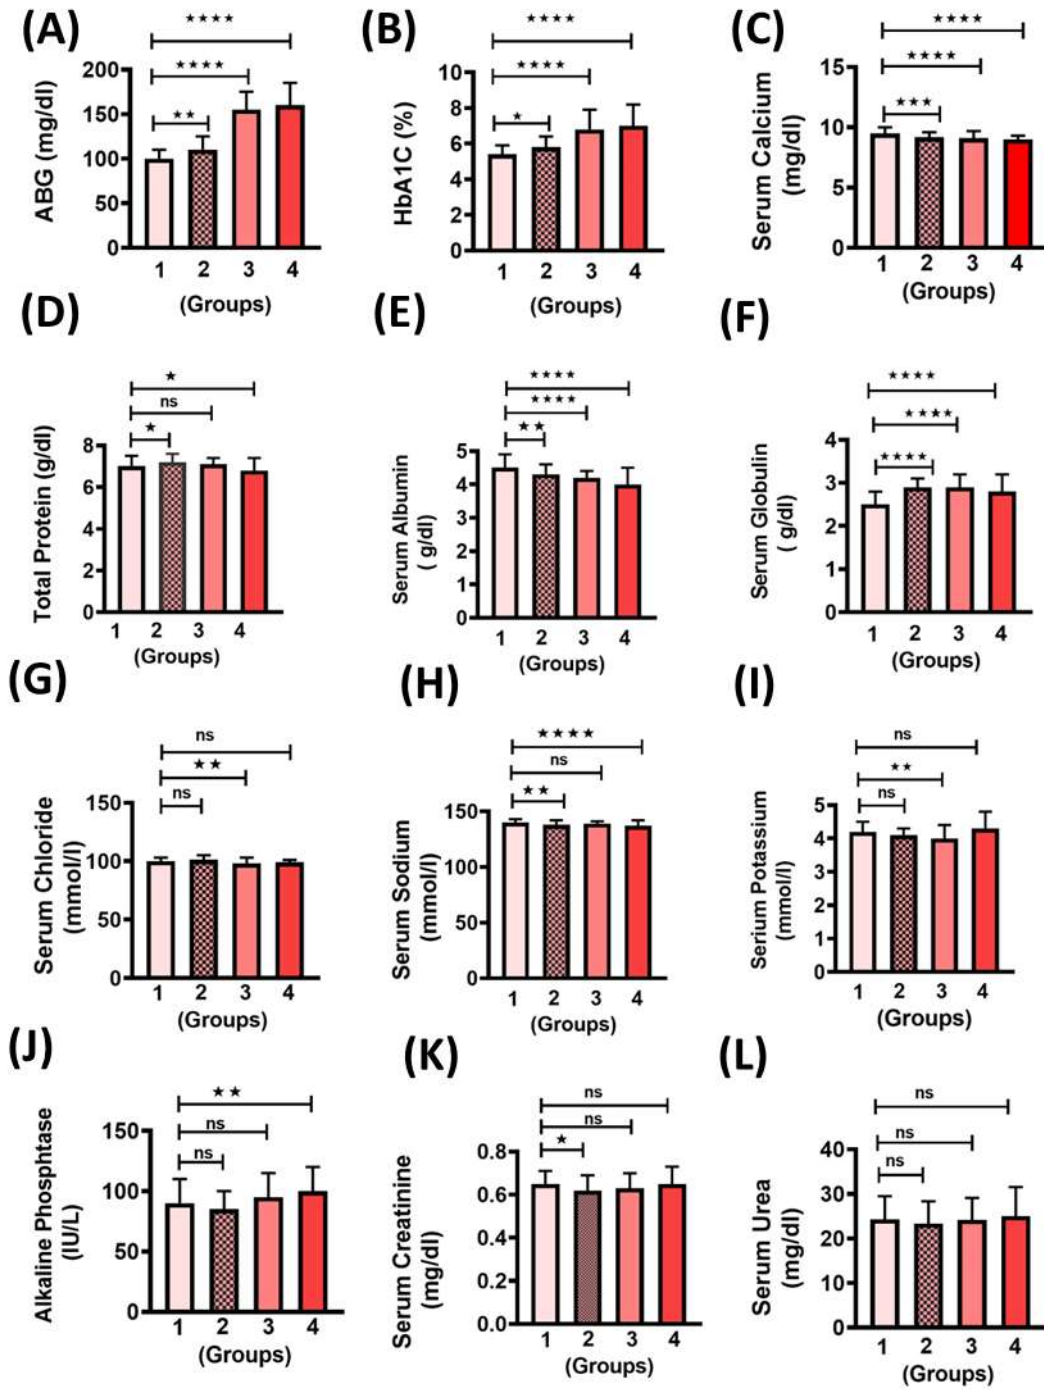 (A)
★★★★
★★★★
★★
ABG (mg/dl)
200
150
100
50
0
1 2 3 4
(Groups)
(B)
★★★★
★★★★
★
HbA1C (%)
10
8
6
4
2
0
1 2 3 4
(Groups)
(C)
★★★★
★★★★
★★★
Serum Calcium
(mg/dl)
15
10
5
0
1 2 3 4
(Groups)
(D)
★
ns
★
Total Protein (g/dl)
8
6
4
2
0
1 2 3 4
(Groups)
(E)
★★★★
★★★★
★★
Serum Albumin
( g/dl)
5
4
3
2
1
0
1 2 3 4
(Groups)
(F)
★★★★
★★★★
★★★★
Serum Globulin
( g/dl)
4
3
2
1
0
1 2 3 4
(Groups)
(G)
ns
★★
ns
Serum Chloride
(mmol/l)
150
100
50
0
1 2 3 4
(Groups)
(H)
★★★★
ns
★★
Serum Sodium
(mmol/l)
150
100
50
0
1 2 3 4
(Groups)
(I)
ns
★★
ns
Serium Potassium
(mmol/l)
5
4
3
2
1
0
1 2 3 4
(Groups)
(J)
★★
ns
ns
Alkaline Phosphtase
(IU/L)
150
100
50
0
1 2 3 4
(Groups)
(K)
ns
ns
★
Serum Creatinine
(mg/dl)
0.8
0.6
0.4
0.2
0.0
1 2 3 4
(Groups)
(L)
ns
ns
ns
Serum Urea
(mg/dl)
40
30
20
10
0
1 2 3 4
(Groups)